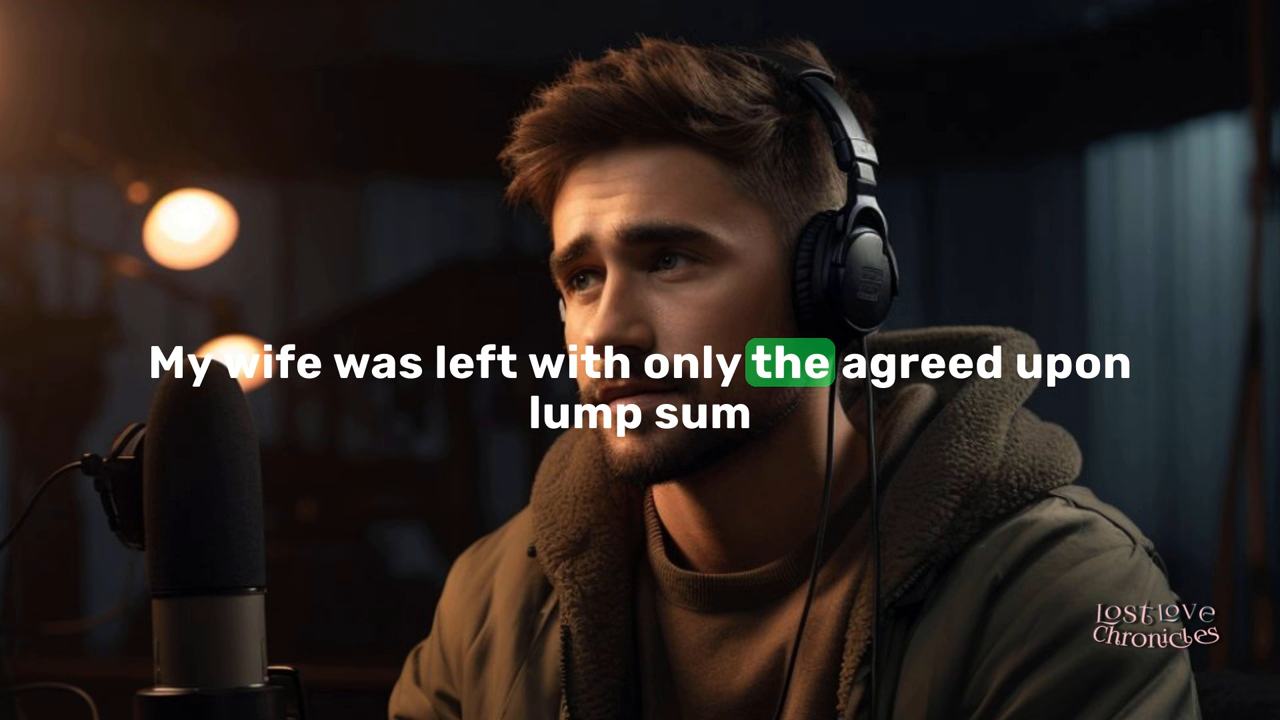 My wife was left with only the agreed upon
lump sum
Lost Love
Chronicles